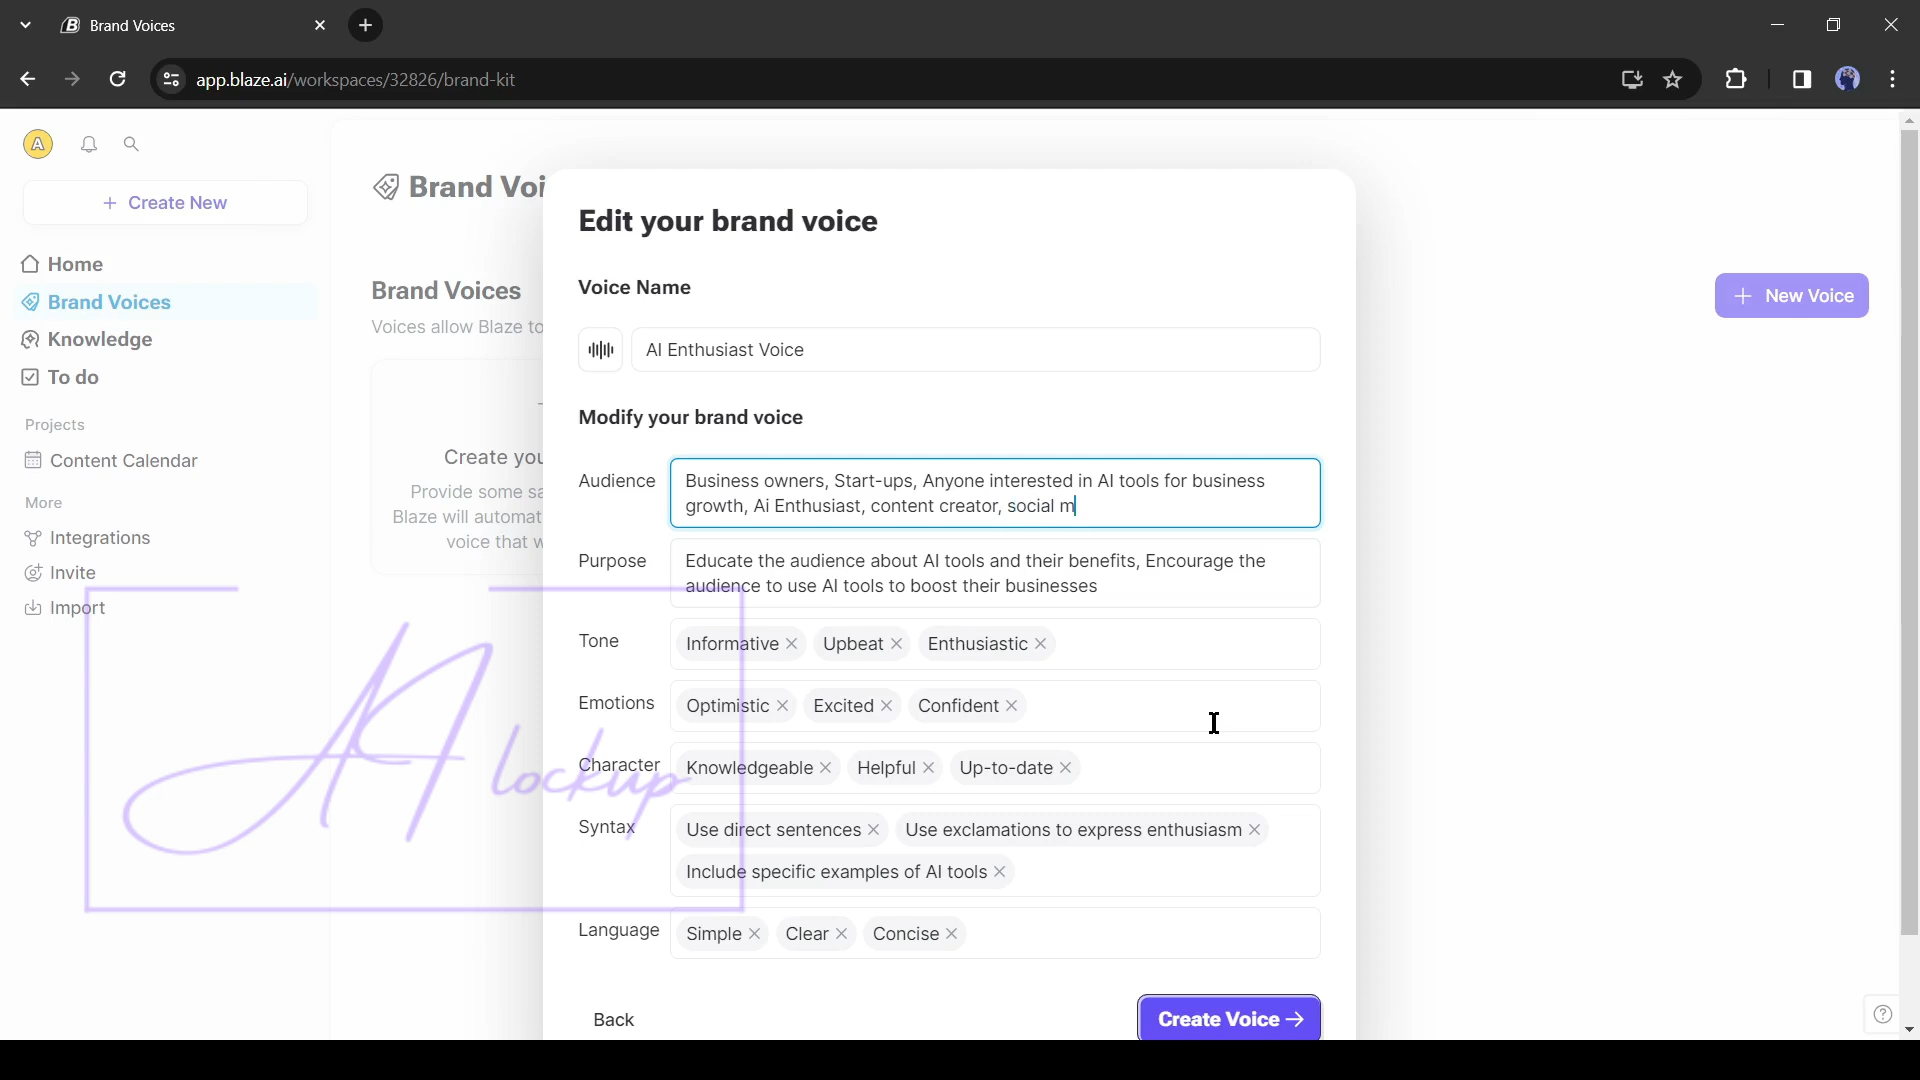 Brand Voices
app.blaze.ai/workspaces/32826/brand-kit
A
+ Create New
Home
Brand Voices
Knowledge
To do
Projects
Content Calendar
More
Integrations
Invite
Import
Brand Voi
Brand Voices
Voices allow Blaze to
+ New Voice
Create you
Provide some sa
Blaze will automat
voice that w
Edit your brand voice
Voice Name
AI Enthusiast Voice
Modify your brand voice
Audience
Business owners, Start-ups, Anyone interested in AI tools for business
growth, Ai Enthusiast, content creator, social m
Purpose
Educate the audience about AI tools and their benefits, Encourage the
audience to use AI tools to boost their businesses
Tone
Informative × Upbeat × Enthusiastic ×
Emotions
Optimistic × Excited × Confident ×
Character
Knowledgeable × Helpful × Up-to-date ×
Syntax
Use direct sentences × Use exclamations to express enthusiasm ×
Include specific examples of AI tools ×
Language
Simple × Clear × Concise ×
Back
Create Voice →
AI lockup